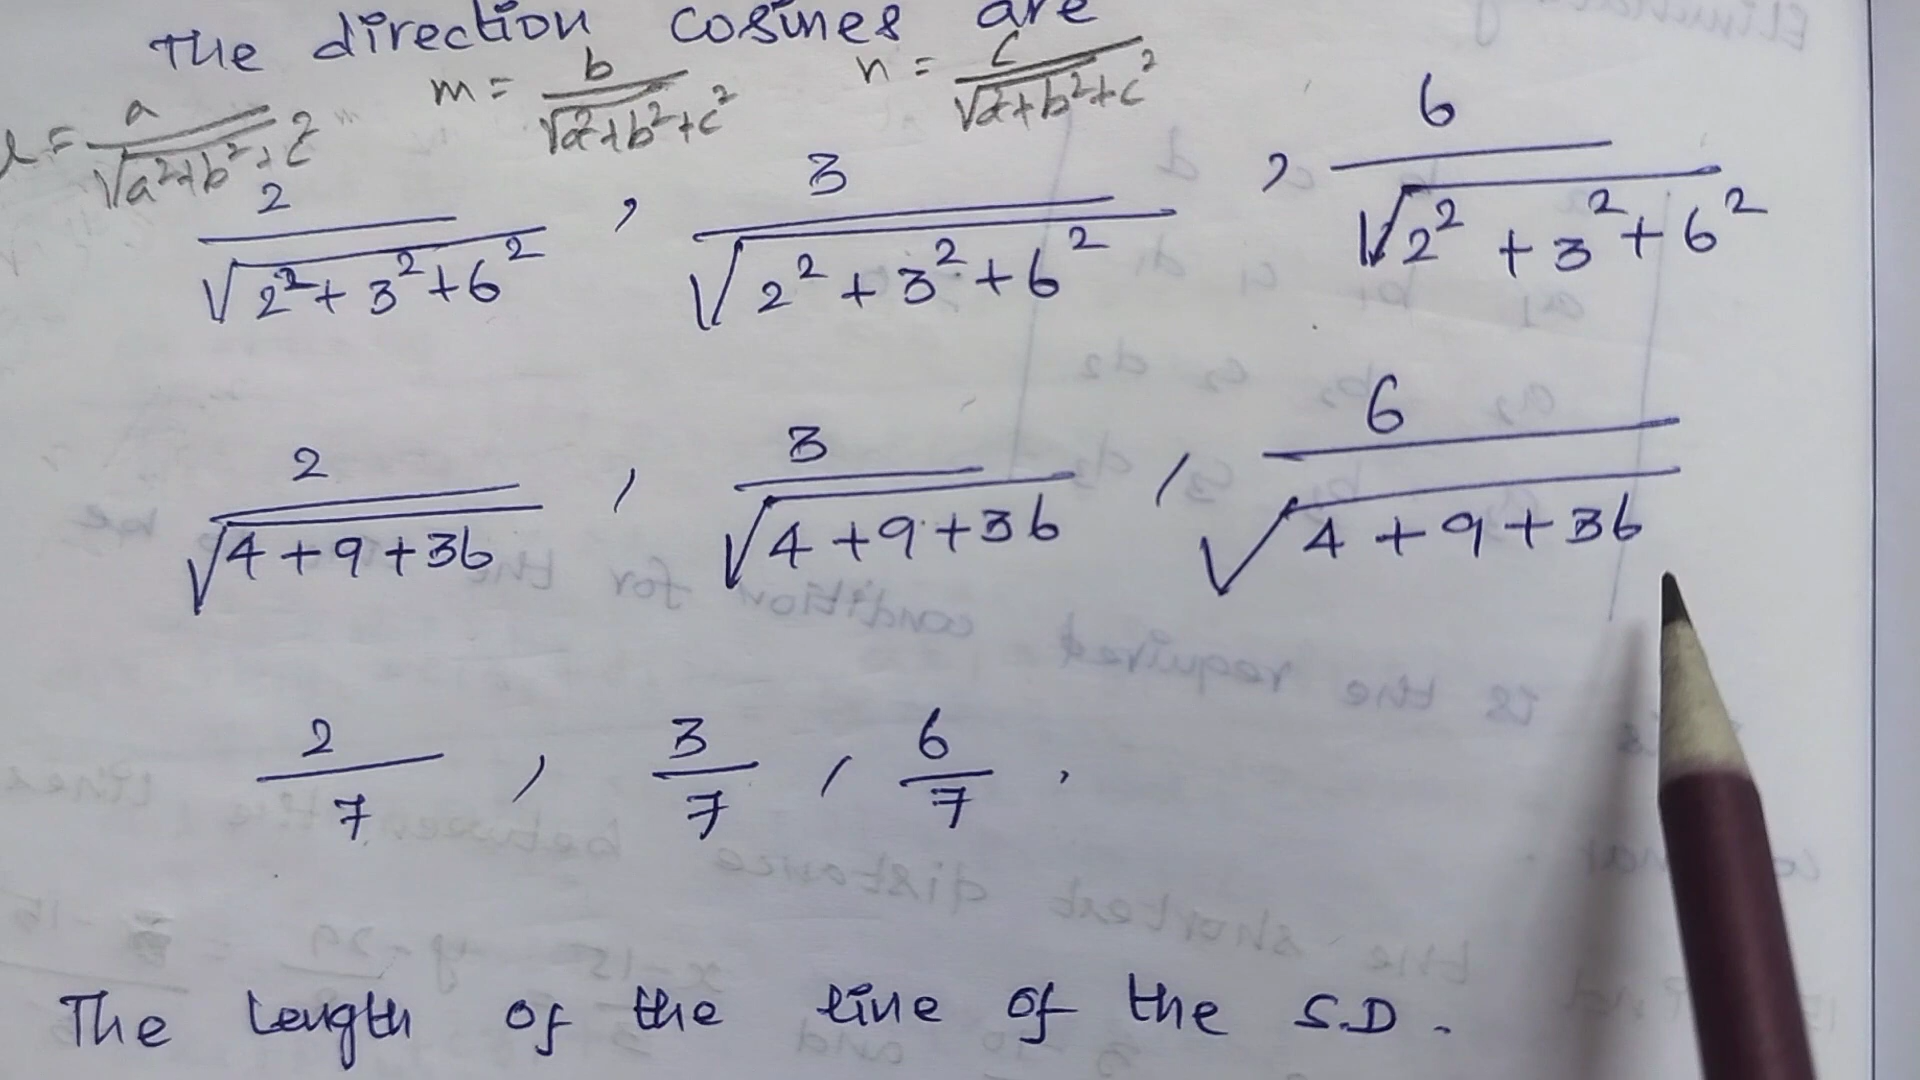 The direction cosines are
l = a/√a²+b²+c² m = b/√a²+b²+c² n = c/√a²+b²+c²
2/√2²+3²+6² , 3/√2²+3²+6² , 6/√2²+3²+6²
2/√4+9+36 , 3/√4+9+36 , 6/√4+9+36
2/7 , 3/7 , 6/7 .
The length of the line of the S.D.